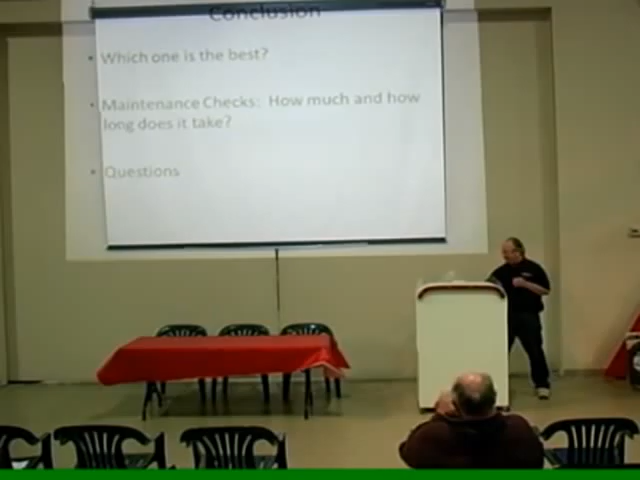 Conclusion
• Which one is the best?
• Maintenance Checks: How much and how
long does it take?
• Questions